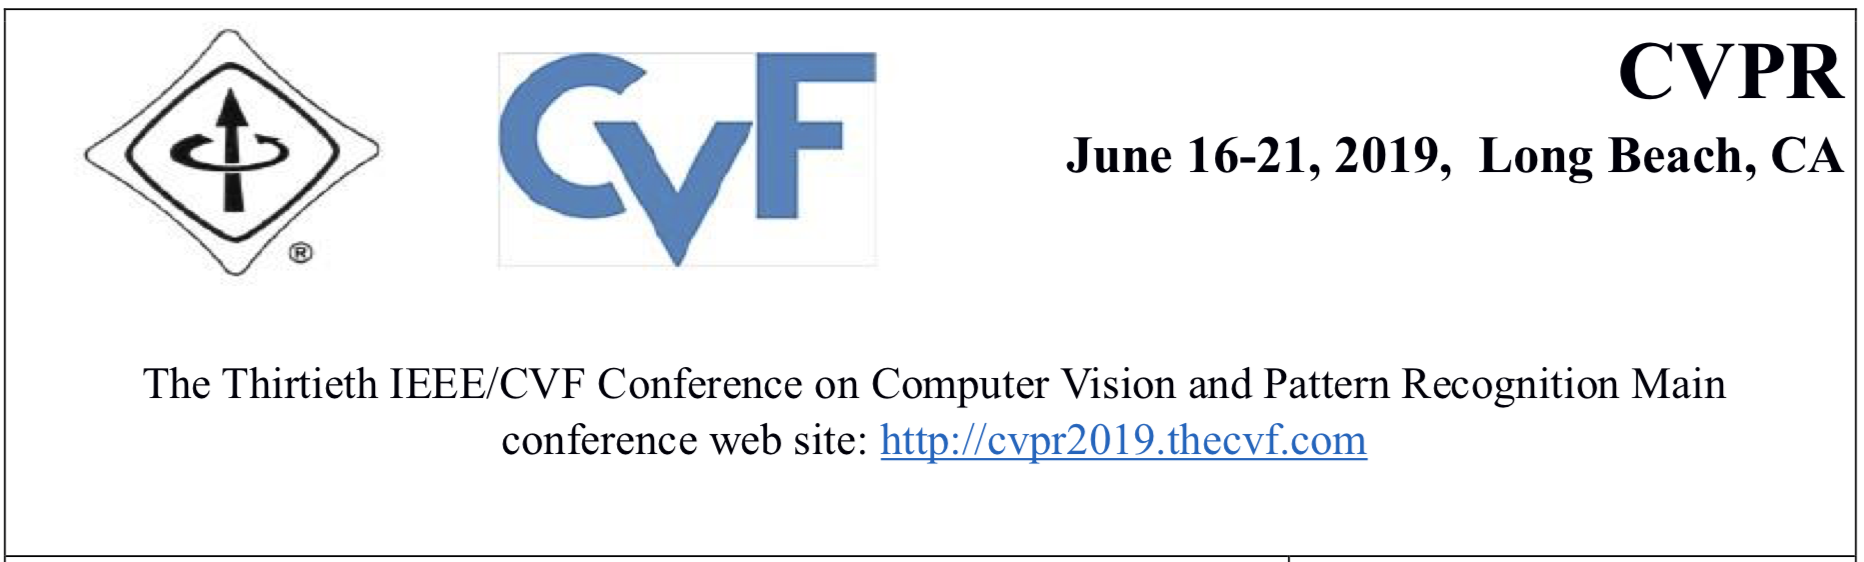 CVF
CVPR
June 16-21, 2019, Long Beach, CA
®
The Thirtieth IEEE/CVF Conference on Computer Vision and Pattern Recognition Main
conference web site: http://cvpr2019.thecvf.com